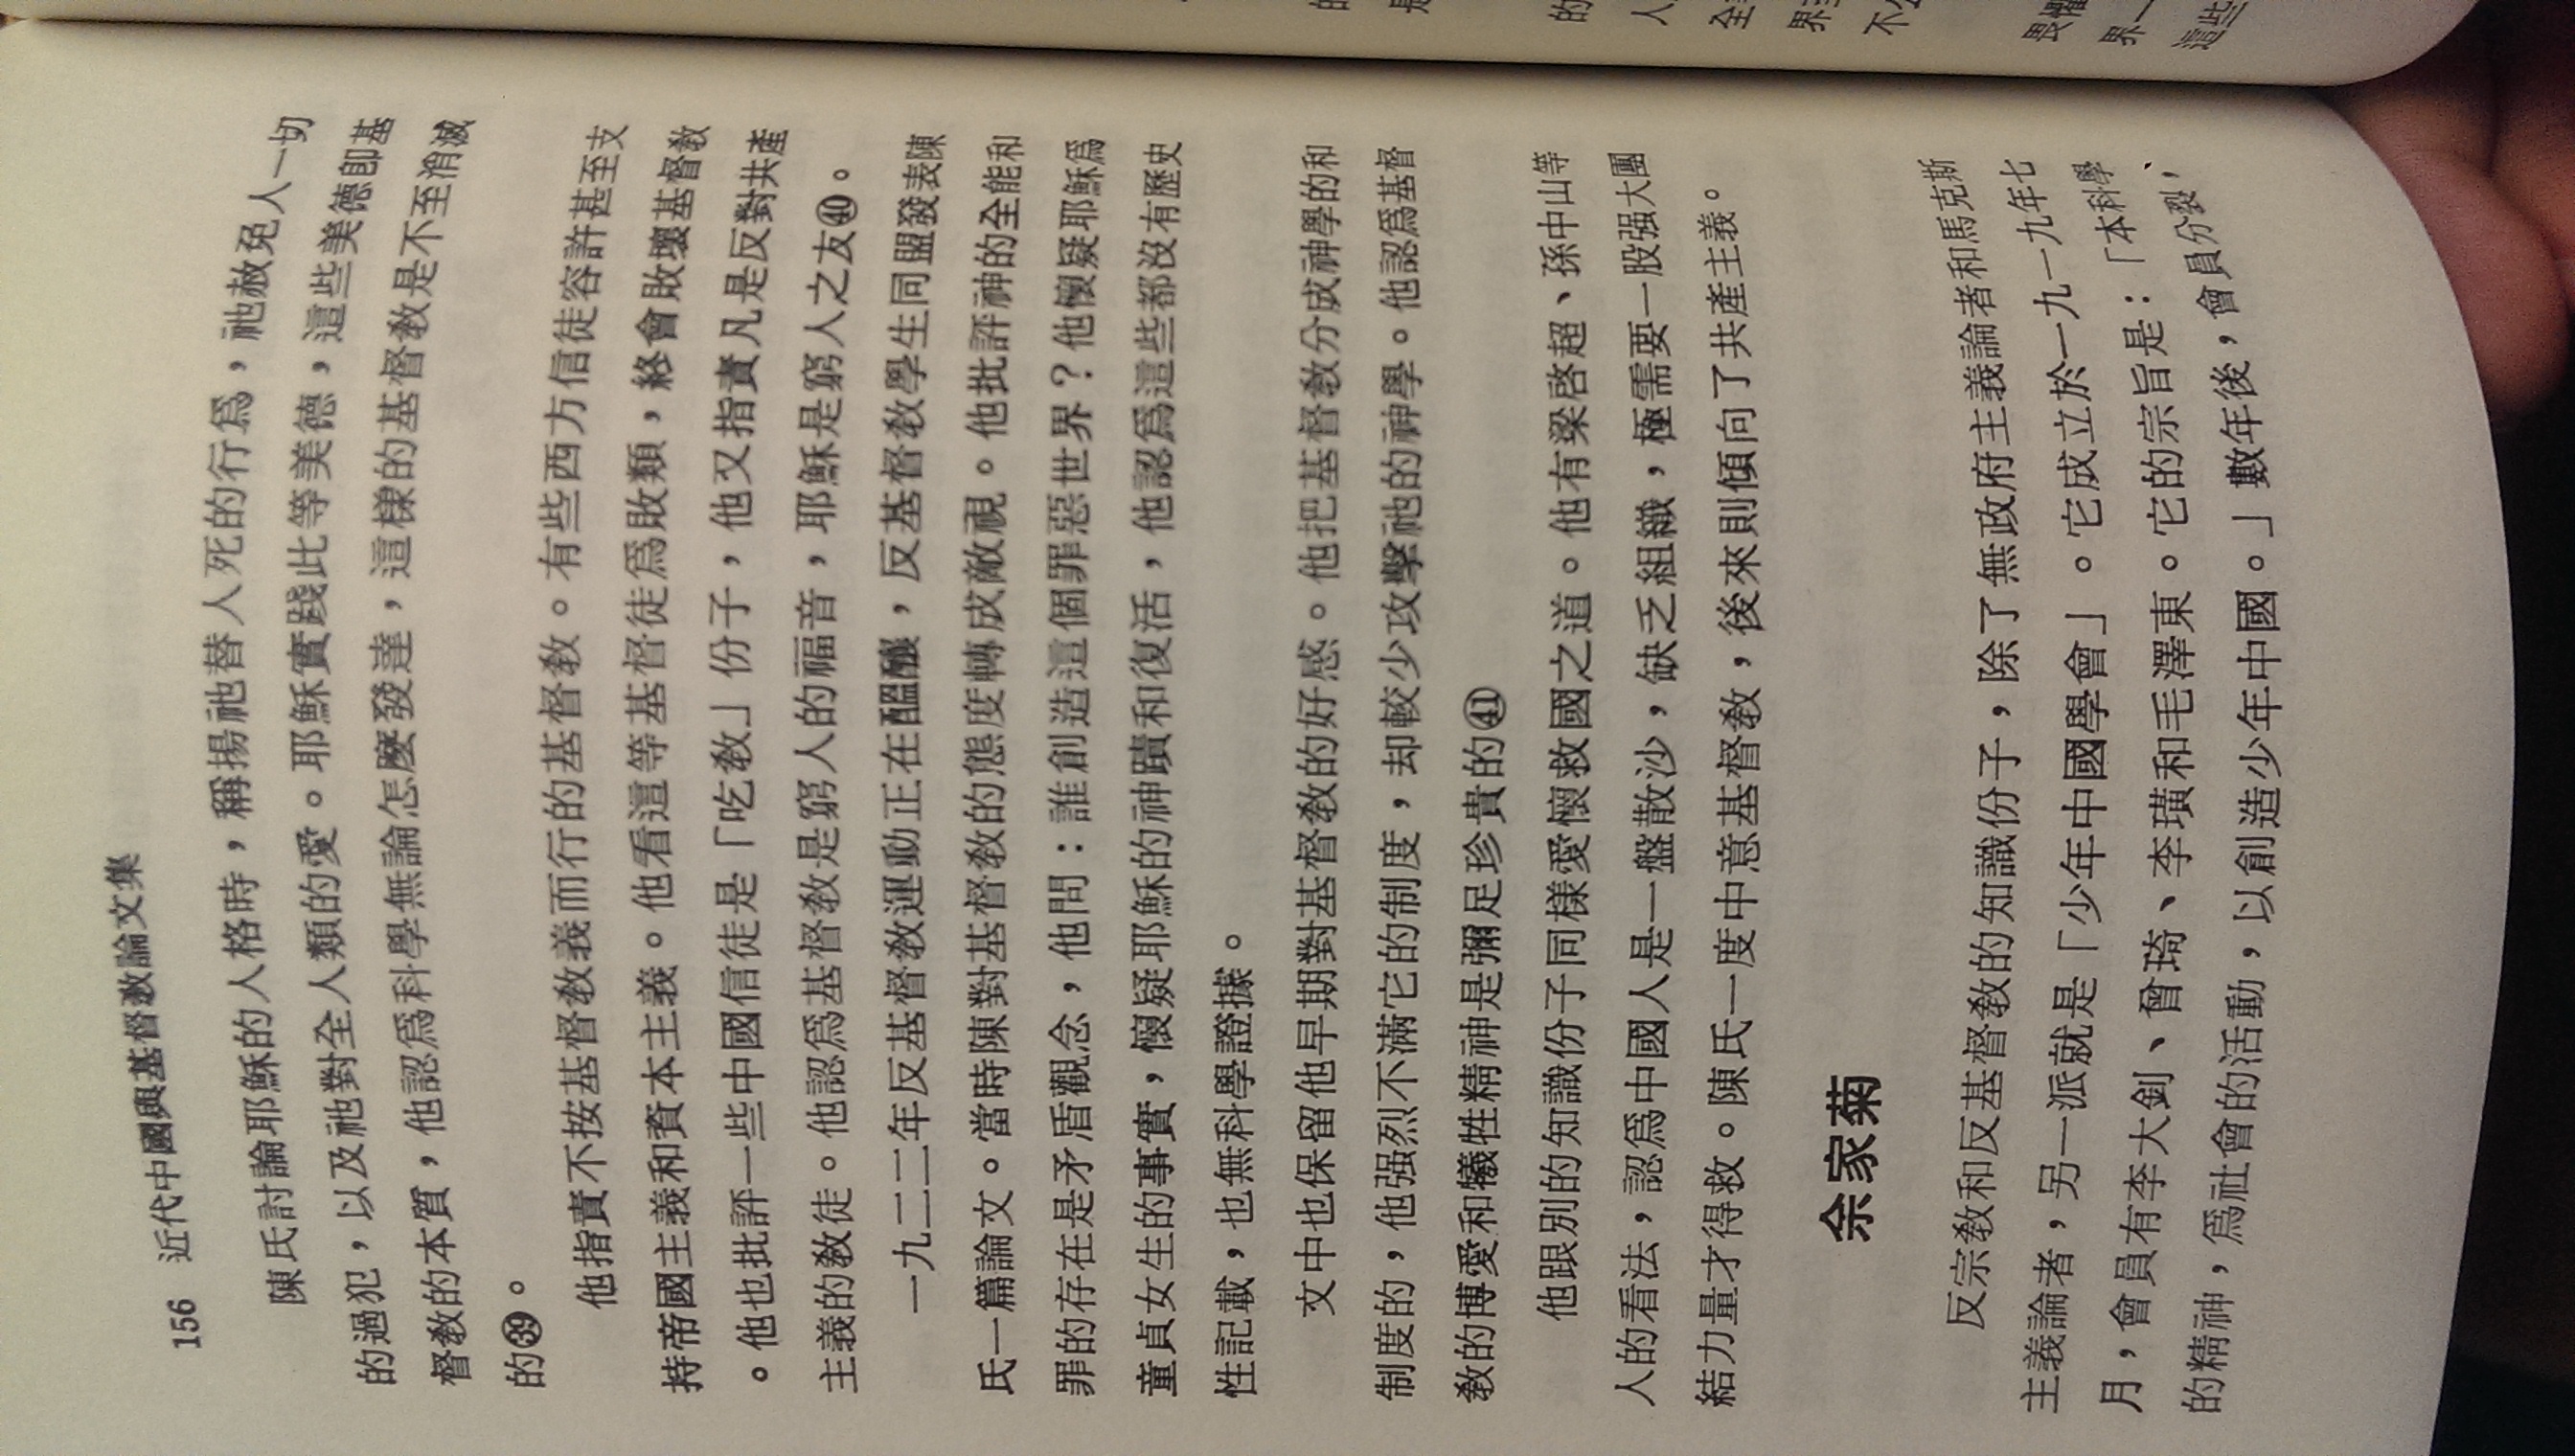 156 近代中國與基督教論文集
陳氏討論耶穌的人格時，稱揚祂替人死的行爲，祂赦免人一切
的過犯，以及祂對全人類的愛。耶穌實踐此等美德，這些美德卽基
督教的本質，他認爲科學無論怎麼發達，這樣的基督教是不至消滅
的㊴。
他指責不按基督教義而行的基督教。有些西方信徒容許甚至支
持帝國主義和資本主義。他看這等基督徒爲敗類，終會敗壞基督教
。他也批評一些中國信徒是「吃教」份子，他又指責凡是反對共產
主義的教徒。他認爲基督教是窮人的福音，耶穌是窮人之友㊵。
一九二二年反基督教運動正在醞釀，反基督教學生同盟發表陳
氏一篇論文。當時陳對基督教的態度轉成敵視。他批評神的全能和
罪的存在是矛盾觀念，他問：誰創造這個罪惡世界？他懷疑耶穌爲
童貞女生的事實，懷疑耶穌的神蹟和復活，他認爲這些都沒有歷史
性記載，也無科學證據。
文中也保留他早期對基督教的好感。他把基督教分成神學的和
制度的，他强烈不滿它的制度，却較少攻擊祂的神學。他認爲基督
教的博愛和犧牲精神是彌足珍貴的㊶
他跟別的知識份子同樣愛懷救國之道。他有梁啓超、孫中山等
人的看法，認爲中國人是一盤散沙，缺乏組織，極需要一股强大團
結力量才得救。陳氏一度中意基督教，後來則傾向了共產主義。
余家菊
反宗教和反基督教的知識份子，除了無政府主義論者和馬克斯
主義論者，另一派就是「少年中國學會」。它成立於一九一九年七
月，會員有李大釗、曾琦、李璜和毛澤東。它的宗旨是：「本科學
的精神，爲社會的活動，以創造少年中國。」數年後，會員分裂，